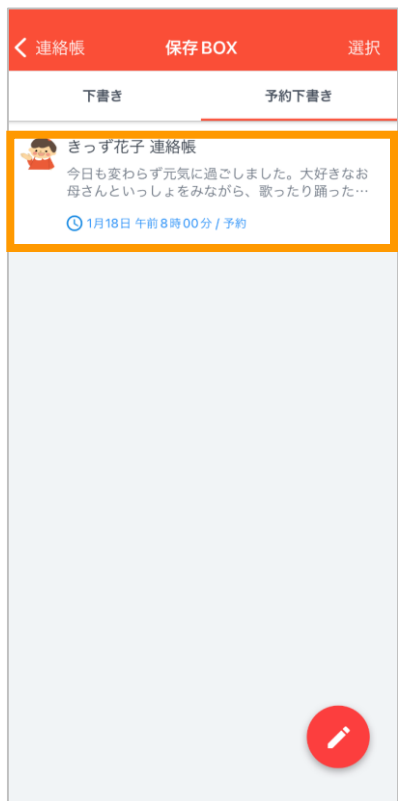 連絡帳 保存BOX 選択
下書き 予約下書き
きっず花子 連絡帳
今日も変わらず元気に過ごしました。大好きなお
母さんといっしょをみながら、歌ったり踊った…
1月18日 午前8時00分 / 予約